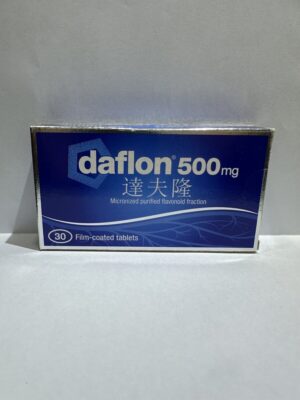 daflon® 500mg
達夫隆
Micronized purified flavonoid fraction
30 Film-coated tablets